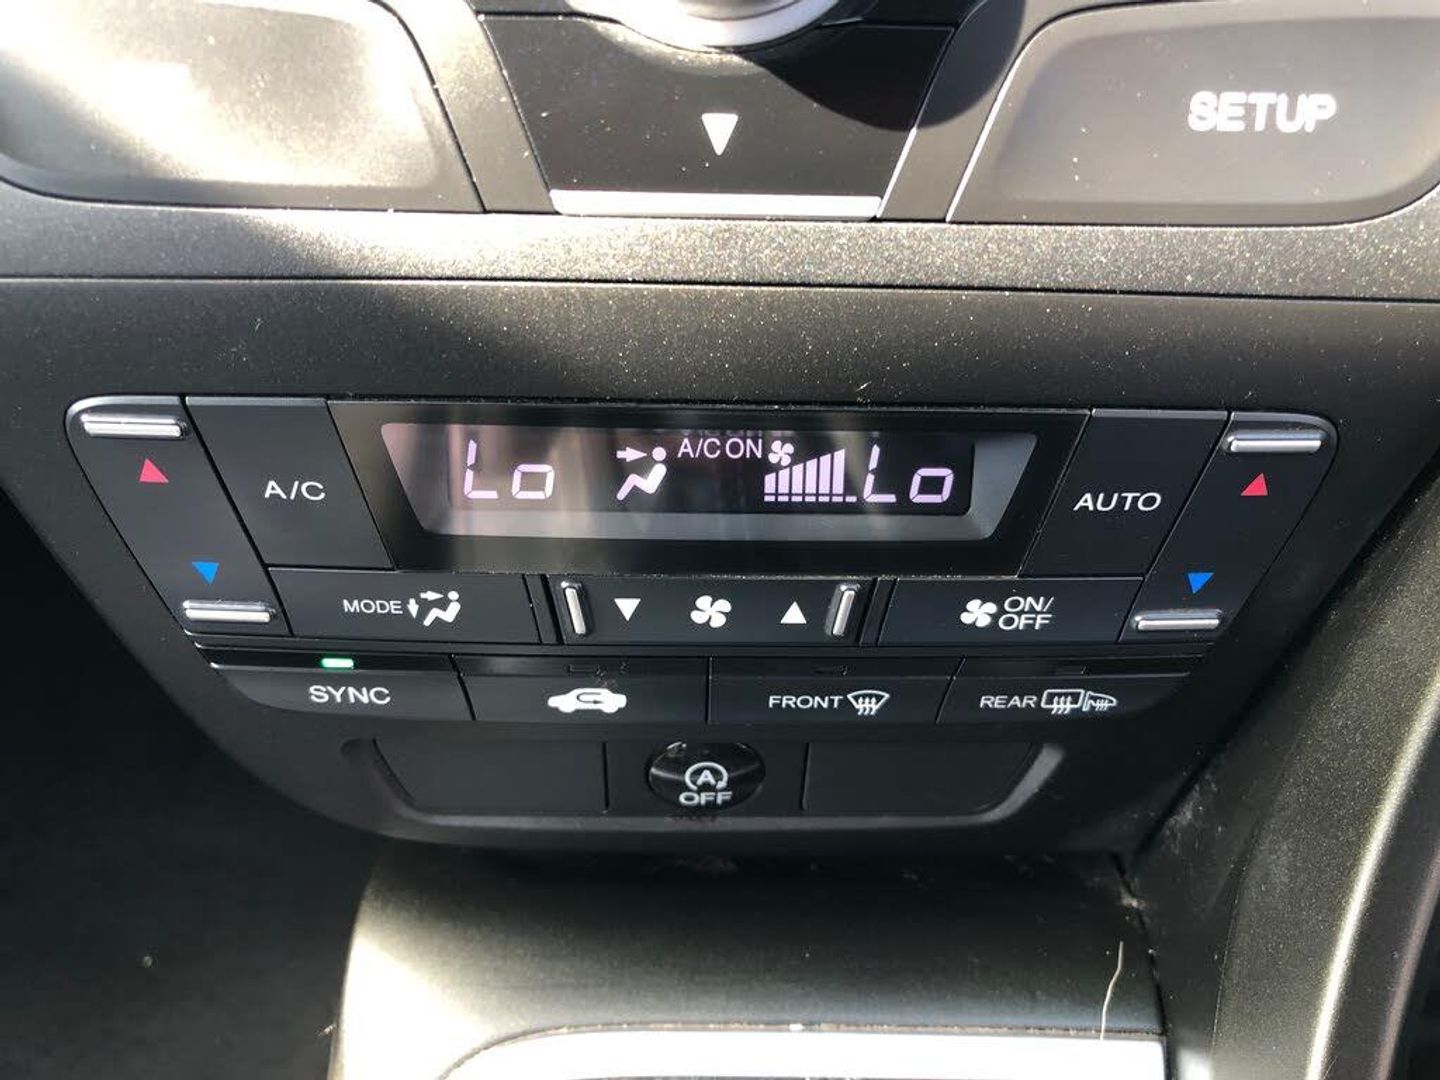 SETUP
Lo A/C ON Lo
A/C
AUTO
MODE
ON/
OFF
SYNC
FRONT
REAR
A
OFF